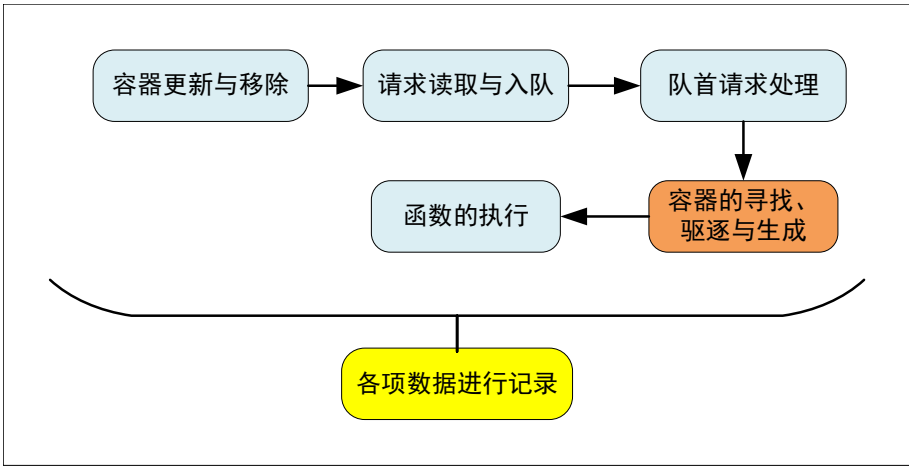 容器更新与移除
请求读取与入队
队首请求处理
容器的寻找、
驱逐与生成
函数的执行
各项数据进行记录